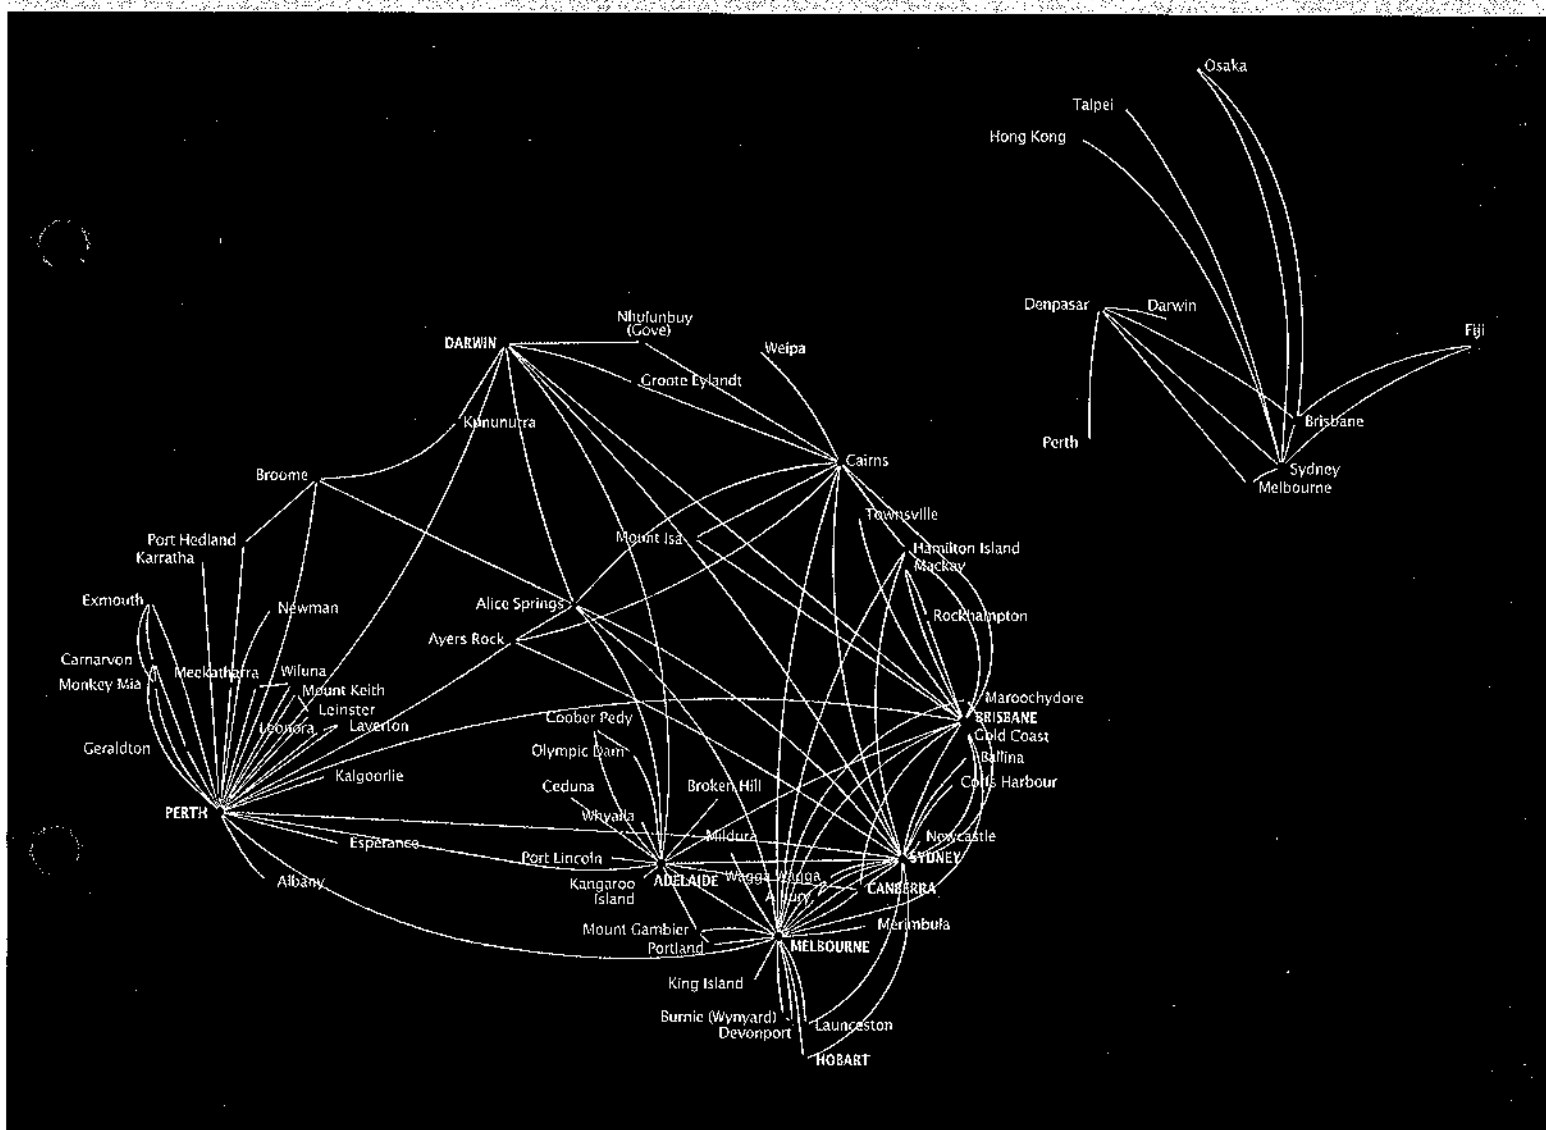 Osaka
Taipei
Hong Kong
Denpasar
Darwin
Fiji
Perth
Brisbane
Sydney
Melbourne
DARWIN
Nhulunbuy
(Gove)
Weipa
Groote Eylandt
Kununurra
Broome
Cairns
Townsville
Port Hedland
Mount Isa
Hamilton Island
Karratha
Mackay
Exmouth
Newman
Alice Springs
Rockhampton
Ayers Rock
Carnarvon
Meekatharra
Wiluna
Monkey Mia
Mount Keith
Maroochydore
Leinster
BRISBANE
Leonora
Laverton
Coober Pedy
Gold Coast
Geraldton
Olympic Dam
Ballina
Kalgoorlie
Ceduna
Broken Hill
Coffs Harbour
PERTH
Whyalla
Mildura
Newcastle
Esperance
Port Lincoln
SYDNEY
Albany
Kangaroo
Island
ADELAIDE
Wagga Wagga
CANBERRA
Albury
Mount Gambier
Merimbula
Portland
MELBOURNE
King Island
Burnie (Wynyard)
Devonport
Launceston
HOBART